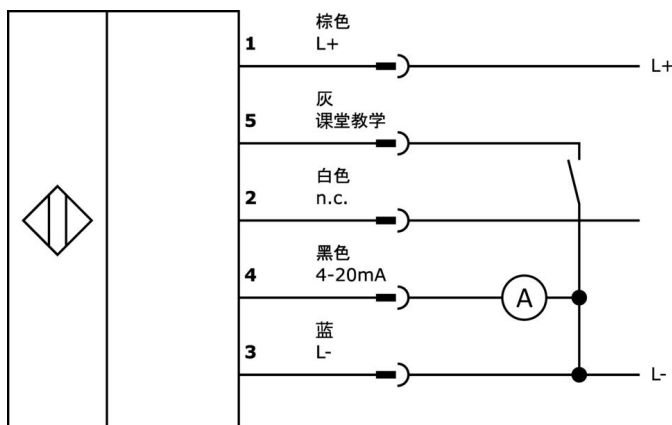 棕色
1 L+ L+
灰
5 课堂教学
白色
2 n.c.
黑色
4 4-20mA A
蓝
3 L- L-